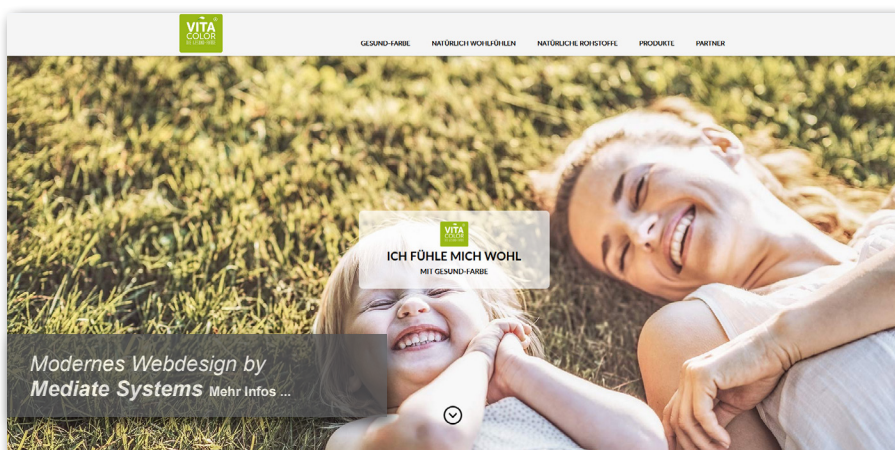 VITA
COLOR
GESUND-FARBE
NATÜRLICH WOHLFÜHLEN
NATÜRLICHE ROHSTOFFE
PRODUKTE
PARTNER
VITA
COLOR
ICH FÜHLE MICH WOHL
MIT GESUND-FARBE
Modernes Webdesign by
Mediate Systems Mehr Infos ...